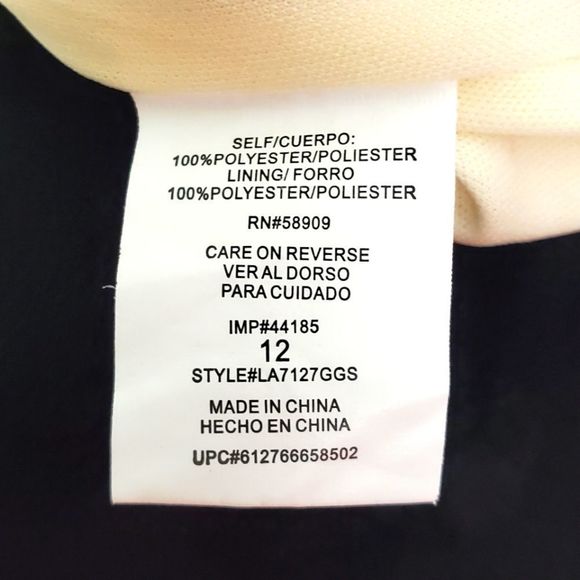 SELF/CUERPO:
100%POLYESTER/POLIESTER
LINING/ FORRO
100%POLYESTER/POLIESTER
RN#58909
CARE ON REVERSE
VER AL DORSO
PARA CUIDADO
IMP#44185
12
STYLE#LA7127GGS
MADE IN CHINA
HECHO EN CHINA
UPC#612766658502